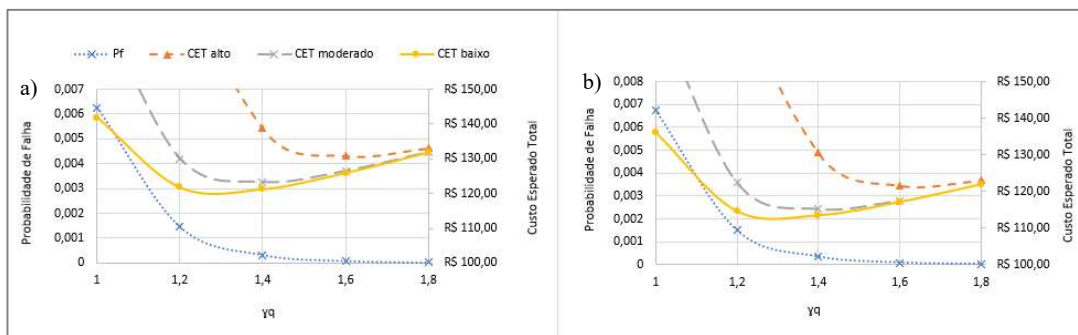 Pf CET alto CET moderado CET baixo
a)
0,007
0,006
0,005
0,004
0,003
0,002
0,001
0
Probabilidade de Falha
R$ 150,00
R$ 140,00
R$ 130,00
R$ 120,00
R$ 110,00
R$ 100,00
Custo Esperado Total
1 1,2 1,4 1,6 1,8
γq
b)
0,008
0,007
0,006
0,005
0,004
0,003
0,002
0,001
0
Probabilidade de Falha
R$ 150,00
R$ 140,00
R$ 130,00
R$ 120,00
R$ 110,00
R$ 100,00
Custo Esperado Total
1 1,2 1,4 1,6 1,8
γq